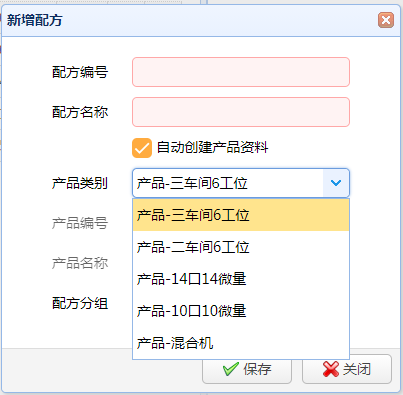 新增配方
配方编号
配方名称
自动创建产品资料
产品类别 产品-三车间6工位
产品-三车间6工位
产品编号
产品-二车间6工位
产品名称
产品-14口14微量
配方分组
产品-10口10微量
产品-混合机
保存 关闭